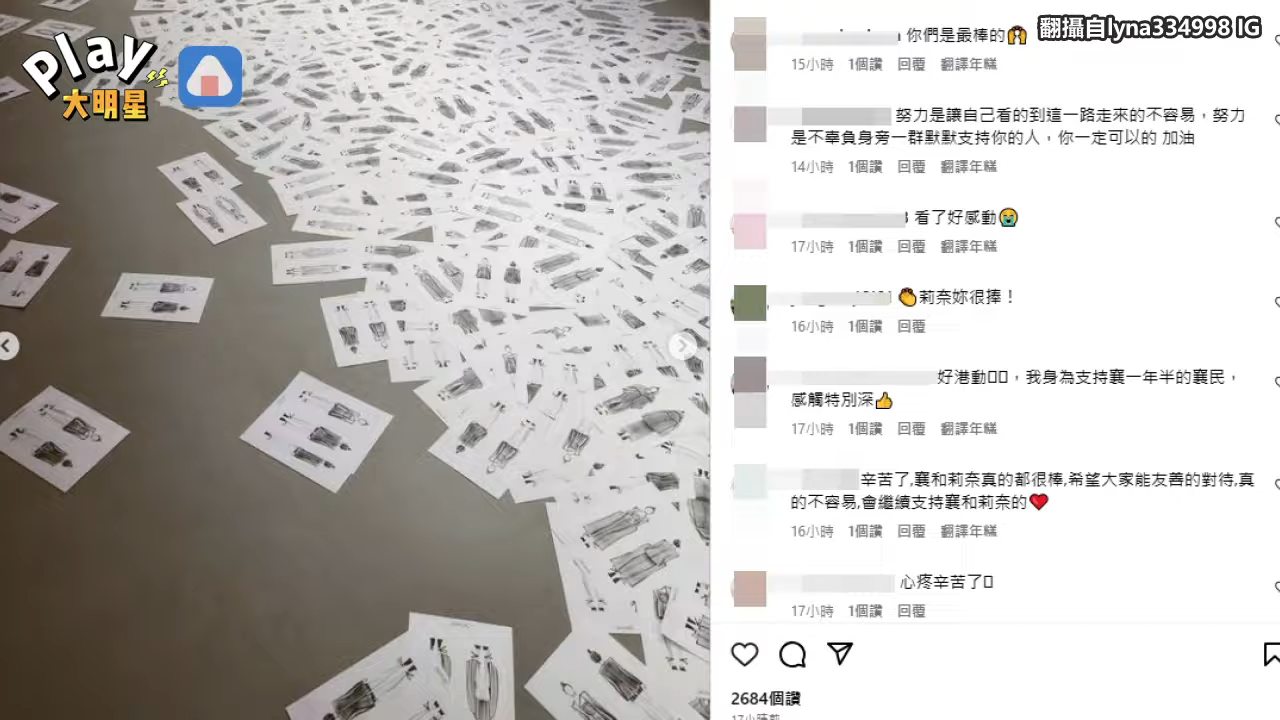 Play
大明星
翻攝自lyna334998 IG
你們是最棒的
15小時 1個讚 回覆 翻譯年糕
努力是讓自己看的到這一路走來的不容易，努力
是不辜負身旁一群默默支持你的人，你一定可以的 加油
14小時 1個讚 回覆 翻譯年糕
看了好感動
17小時 1個讚 回覆 翻譯年糕
莉奈妳很捧！
16小時 1個讚 回覆
好港動，我身為支持襄一年半的襄民，
感觸特別深
17小時 1個讚 回覆 翻譯年糕
辛苦了,襄和莉奈真的都很棒,希望大家能友善的對待,真
的不容易,會繼續支持襄和莉奈的
16小時 1個讚 回覆 翻譯年糕
心疼辛苦了
17小時 1個讚 回覆
2684個讚
17小時前